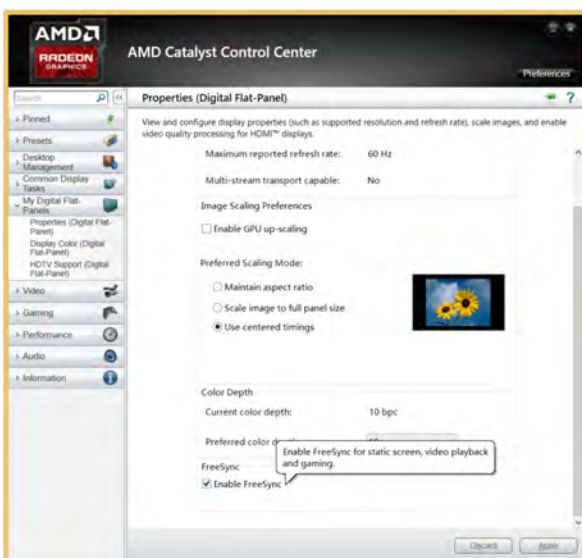 AMD
RADEON
GRAPHICS
AMD Catalyst Control Center
Preferences
Search
Properties (Digital Flat-Panel)
?
Pinned
Presets
Desktop
Management
Common Display
Tasks
My Digital Flat-
Panels
Properties (Digital Flat-
Panel)
Display Color (Digital
Flat-Panel)
HDTV Support (Digital
Flat-Panel)
Video
Gaming
Performance
Audio
Information
View and configure display properties (such as supported resolution and refresh rate), scale images, and enable
video quality processing for HDMI™ displays.
Maximum reported refresh rate: 60 Hz
Multi-stream transport capable: No
Image Scaling Preferences
Enable GPU up-scaling
Preferred Scaling Mode:
Maintain aspect ratio
Scale image to full panel size
Use centered timings
Color Depth
Current color depth: 10 bpc
Preferred color
Enable FreeSync for static screen, video playback
and gaming.
FreeSync
Enable FreeSync
Discard Apply